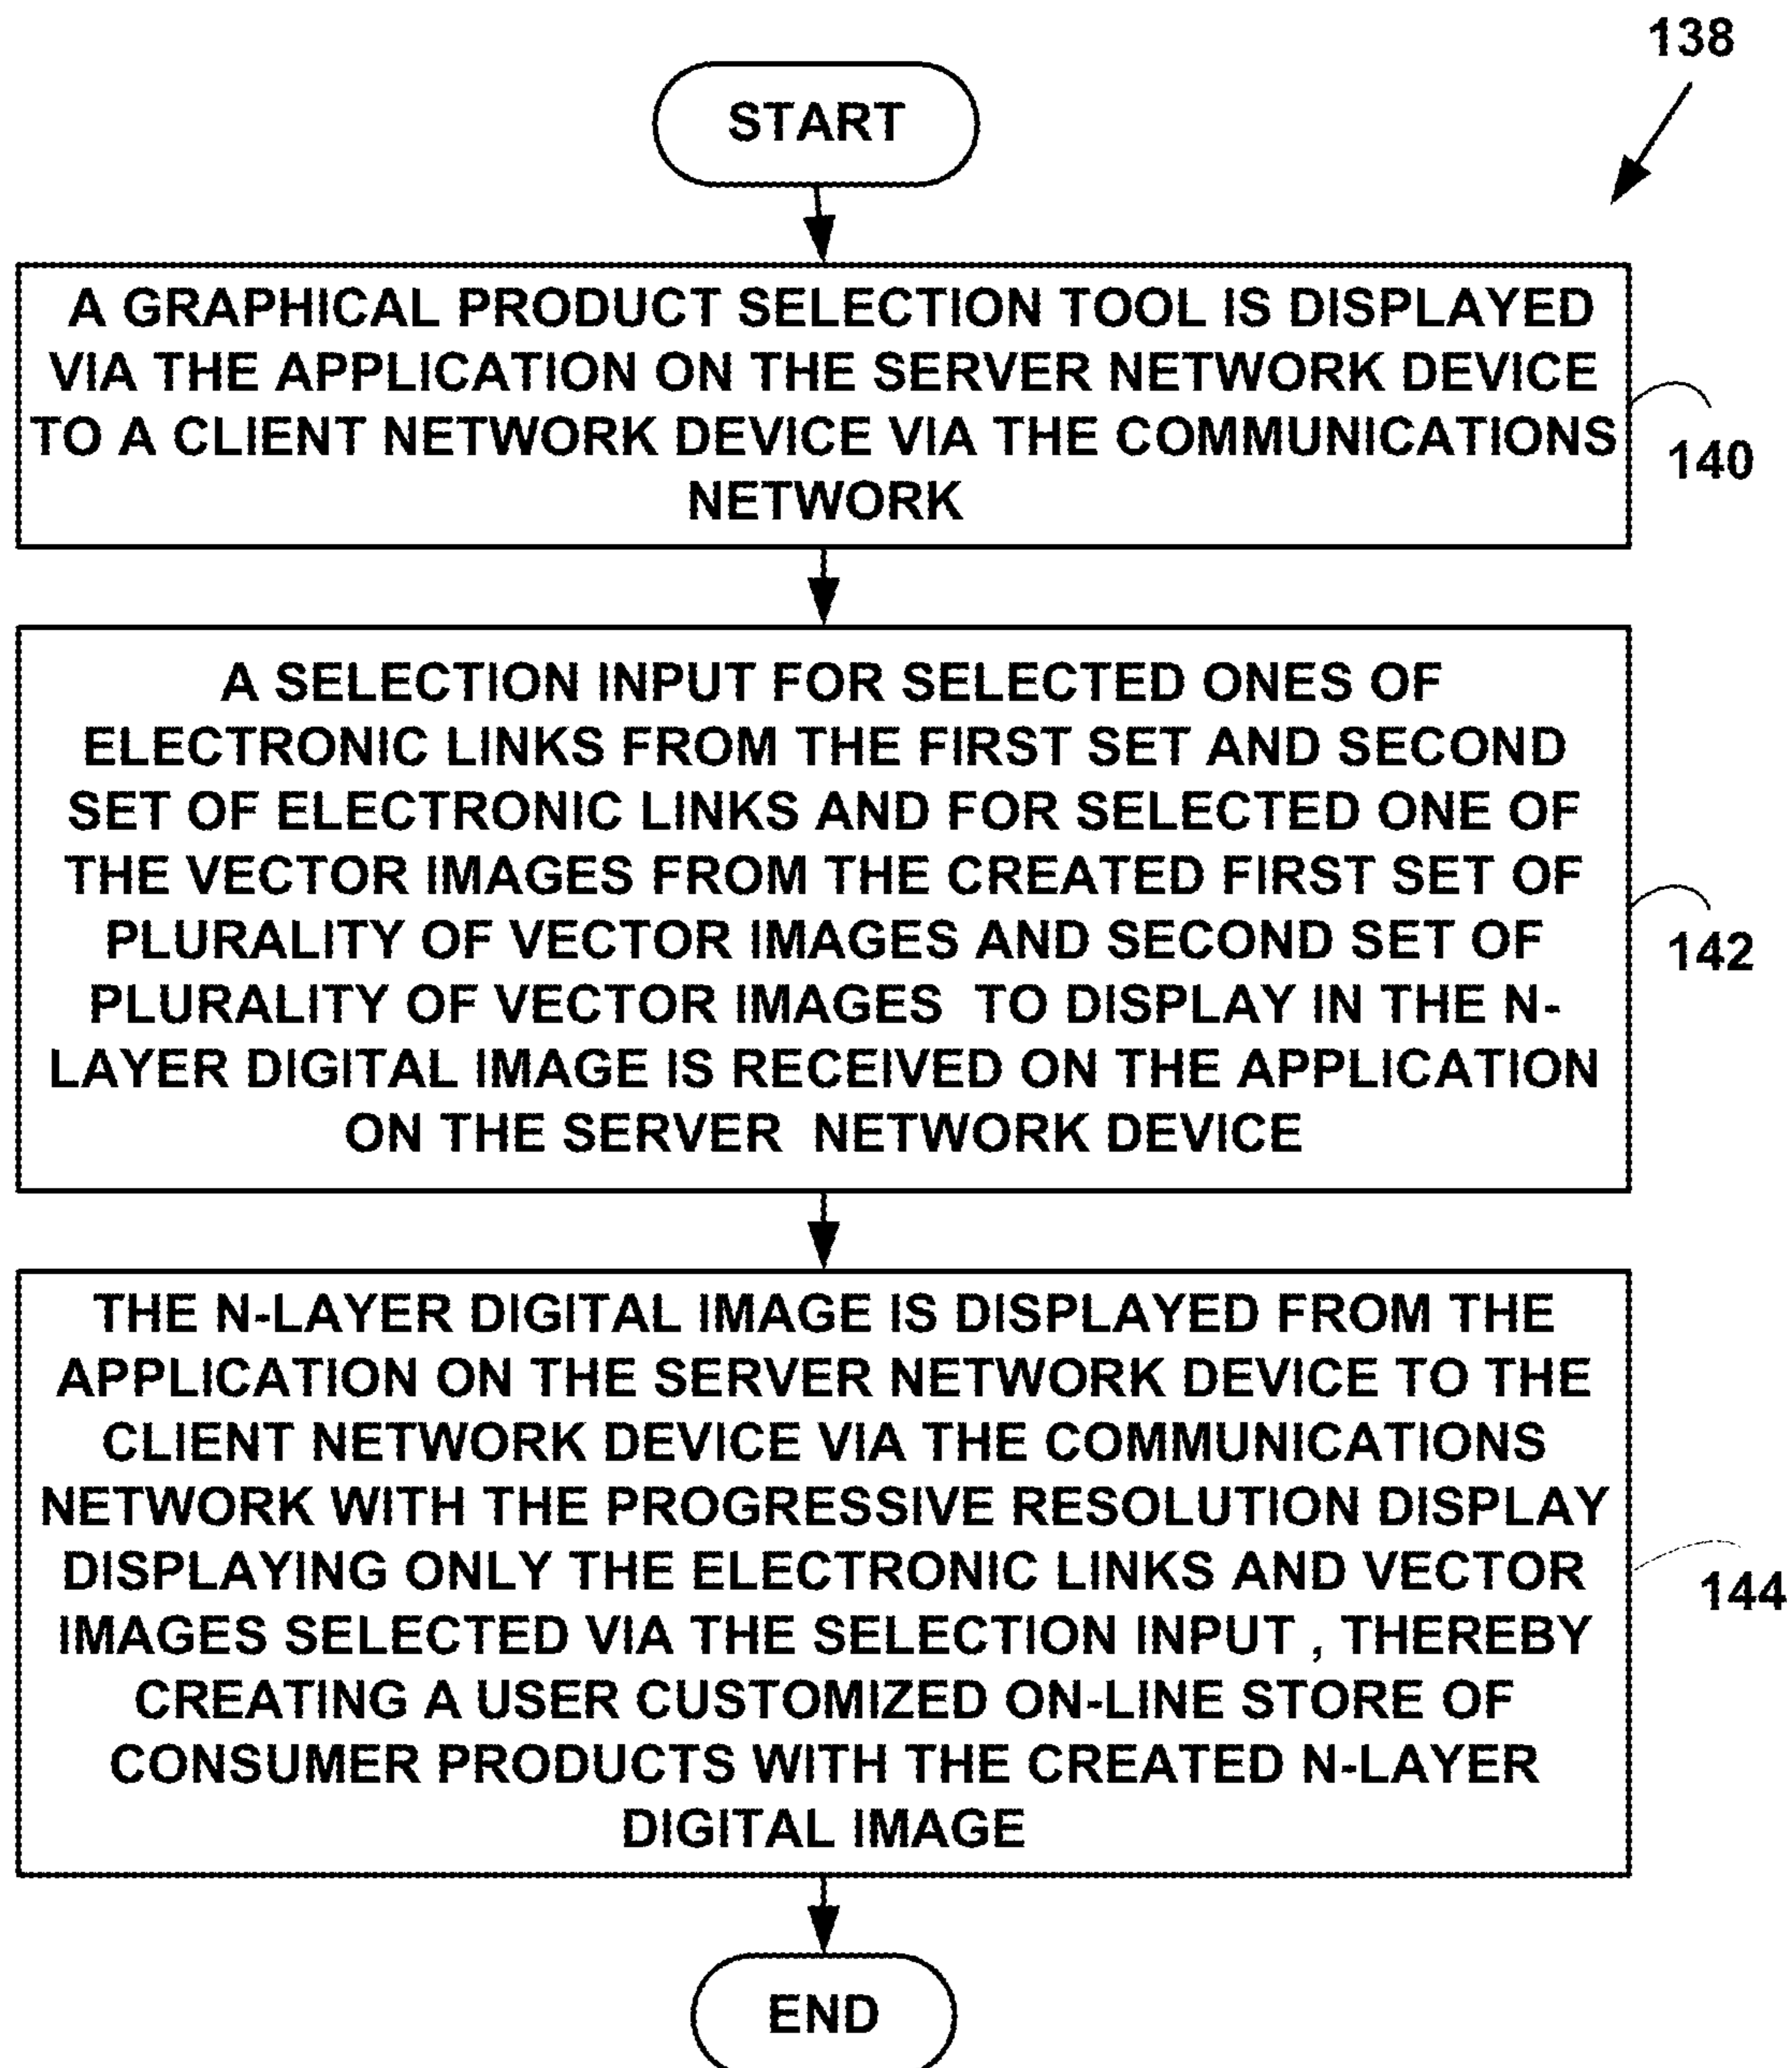 138
START
A GRAPHICAL PRODUCT SELECTION TOOL IS DISPLAYED
VIA THE APPLICATION ON THE SERVER NETWORK DEVICE
TO A CLIENT NETWORK DEVICE VIA THE COMMUNICATIONS
NETWORK
140
A SELECTION INPUT FOR SELECTED ONES OF
ELECTRONIC LINKS FROM THE FIRST SET AND SECOND
SET OF ELECTRONIC LINKS AND FOR SELECTED ONE OF
THE VECTOR IMAGES FROM THE CREATED FIRST SET OF
PLURALITY OF VECTOR IMAGES AND SECOND SET OF
PLURALITY OF VECTOR IMAGES TO DISPLAY IN THE N-
LAYER DIGITAL IMAGE IS RECEIVED ON THE APPLICATION
ON THE SERVER NETWORK DEVICE
142
THE N-LAYER DIGITAL IMAGE IS DISPLAYED FROM THE
APPLICATION ON THE SERVER NETWORK DEVICE TO THE
CLIENT NETWORK DEVICE VIA THE COMMUNICATIONS
NETWORK WITH THE PROGRESSIVE RESOLUTION DISPLAY
DISPLAYING ONLY THE ELECTRONIC LINKS AND VECTOR
IMAGES SELECTED VIA THE SELECTION INPUT , THEREBY
CREATING A USER CUSTOMIZED ON-LINE STORE OF
CONSUMER PRODUCTS WITH THE CREATED N-LAYER
DIGITAL IMAGE
144
END